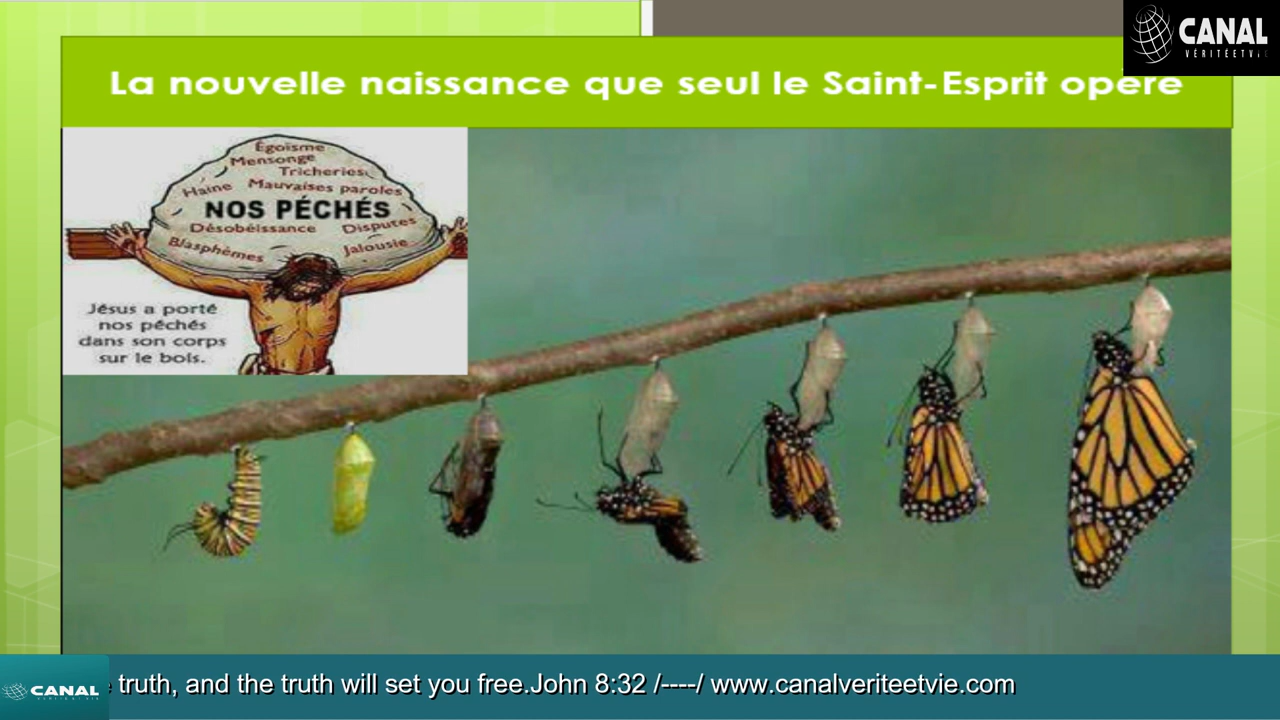 CANAL
VÉRITÉETVIE
La nouvelle naissance que seul le Saint-Esprit opère
Égoïsme
Mensonge
Tricheries
Haine Mauvaises paroles
NOS PÉCHÉS
Désobéissance Disputes
Blasphèmes Jalousie
Jésus a porté
nos péchés
dans son corps
sur le bois.
CANAL
truth, and the truth will set you free.John 8:32 /----/ www.canalveriteetvie.com